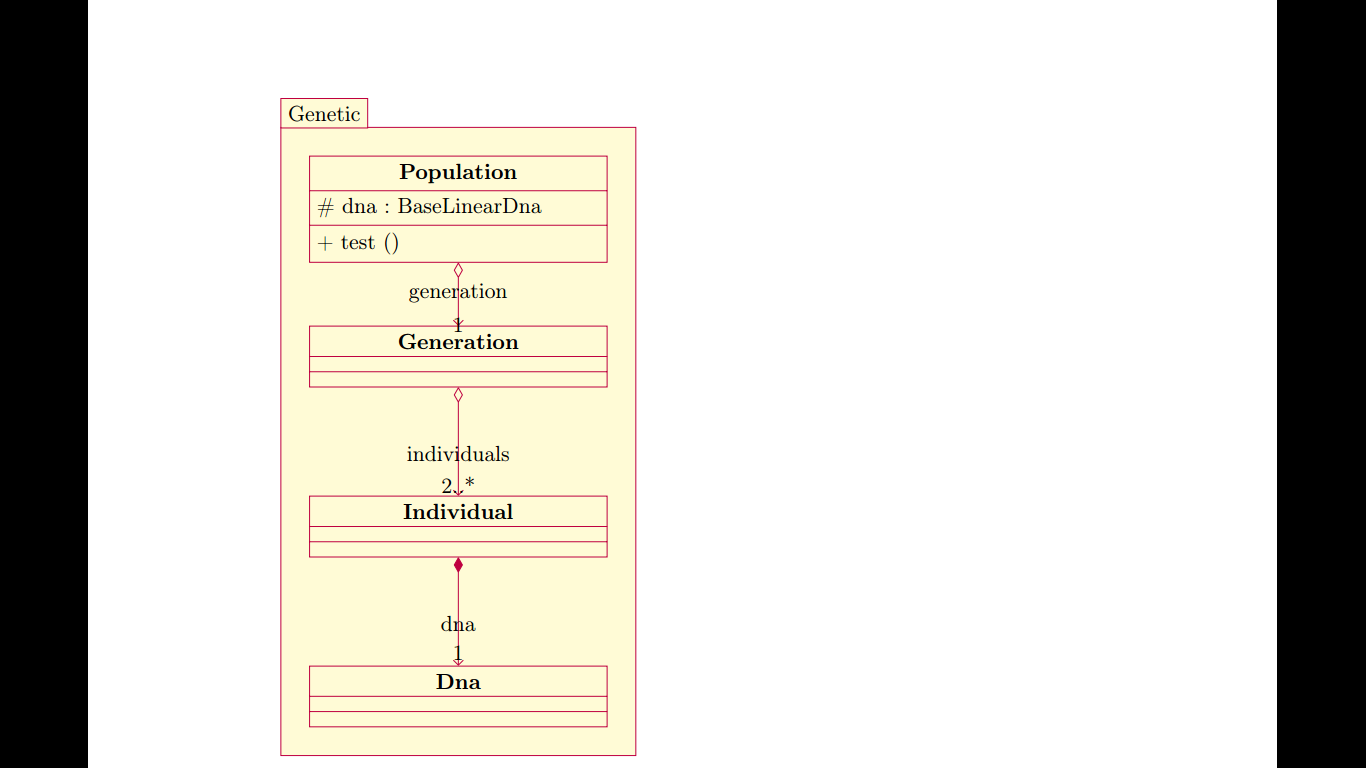 Genetic
Population
# dna : BaseLinearDna
+ test ()
generation
1
Generation
individuals
2..*
Individual
dna
1
Dna